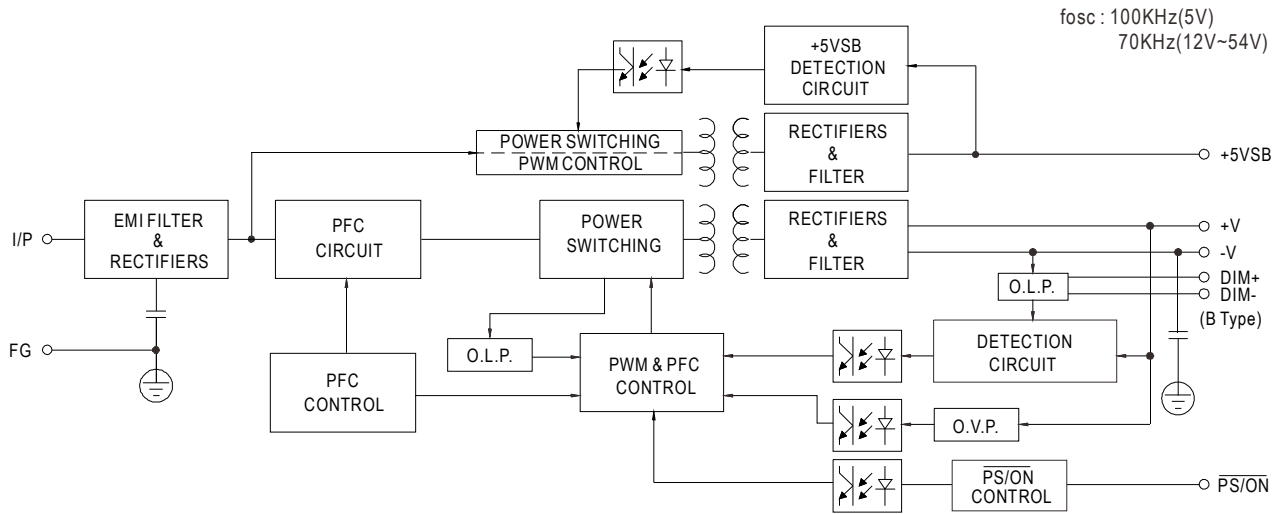 fosc : 100KHz(5V)
70KHz(12V~54V)
+5VSB
DETECTION
CIRCUIT
POWER SWITCHING
PWM CONTROL
RECTIFIERS
&
FILTER
+5VSB
I/P
EMI FILTER
&
RECTIFIERS
PFC
CIRCUIT
POWER
SWITCHING
RECTIFIERS
&
FILTER
+V
-V
O.L.P.
DIM+
DIM-
(B Type)
FG
O.L.P.
PFC
CONTROL
PWM & PFC
CONTROL
DETECTION
CIRCUIT
O.V.P.
PS/ON
CONTROL
PS/ON